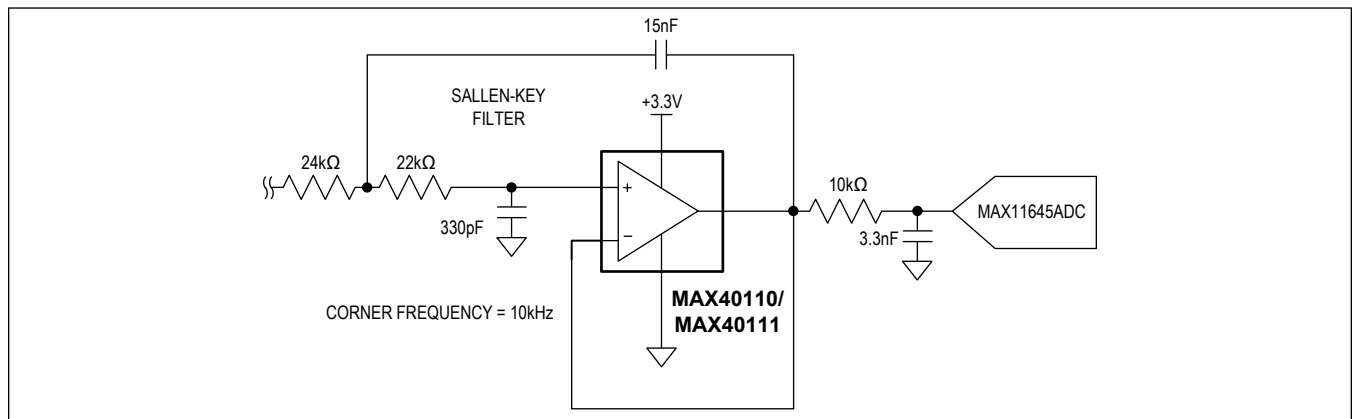 15nF
SALLEN-KEY
FILTER
+3.3V
24kΩ
22kΩ
10kΩ
+
MAX11645ADC
330pF
3.3nF
−
MAX40110/
MAX40111
CORNER FREQUENCY = 10kHz